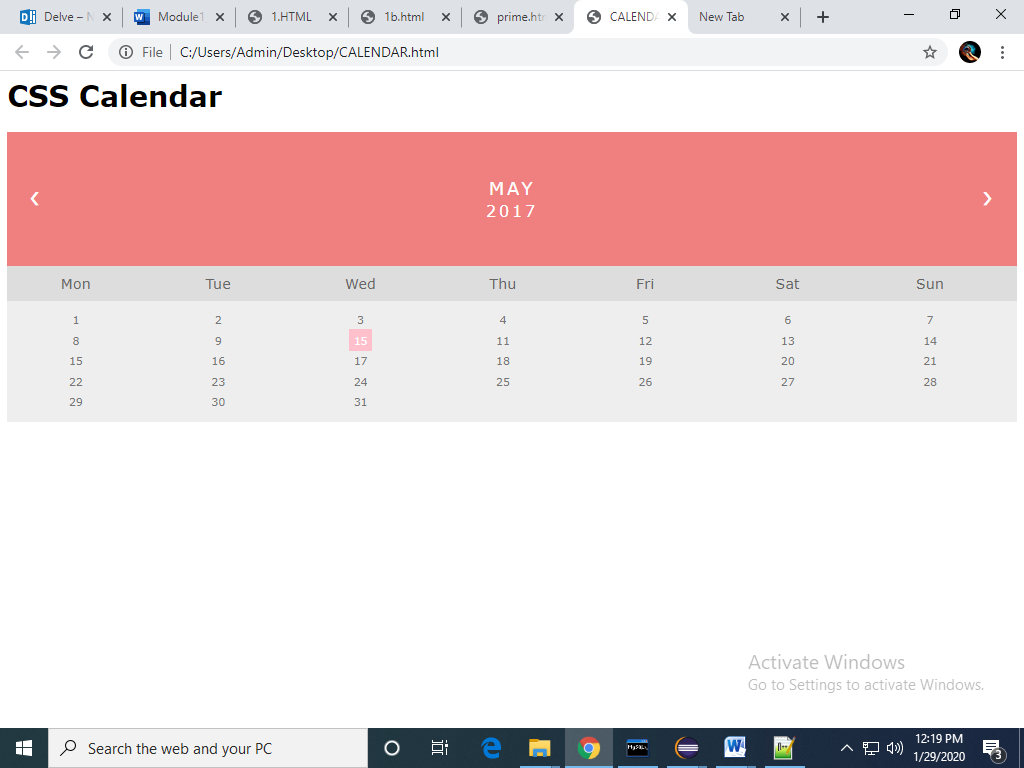 Delve – N
Module1
1.HTML
1b.html
prime.htm
CALENDA
New Tab
File
C:/Users/Admin/Desktop/CALENDAR.html
CSS Calendar
❮
MAY
2017
❯
Mon Tue Wed Thu Fri Sat Sun
1 2 3 4 5 6 7
8 9 15 11 12 13 14
15 16 17 18 19 20 21
22 23 24 25 26 27 28
29 30 31
Activate Windows
Go to Settings to activate Windows.
Search the web and your PC
12:19 PM
1/29/2020
3